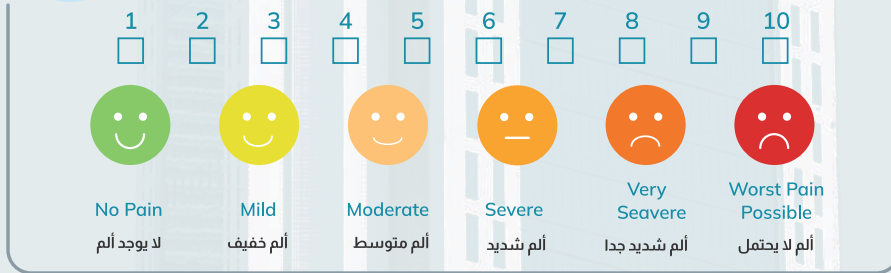 1 2 3 4 5 6 7 8 9 10
No Pain
Mild
Moderate
Severe
Very
Seavere
Worst Pain
Possible
لا يوجد ألم
ألم خفيف
ألم متوسط
ألم شديد
ألم شديد جدا
ألم لا يحتمل